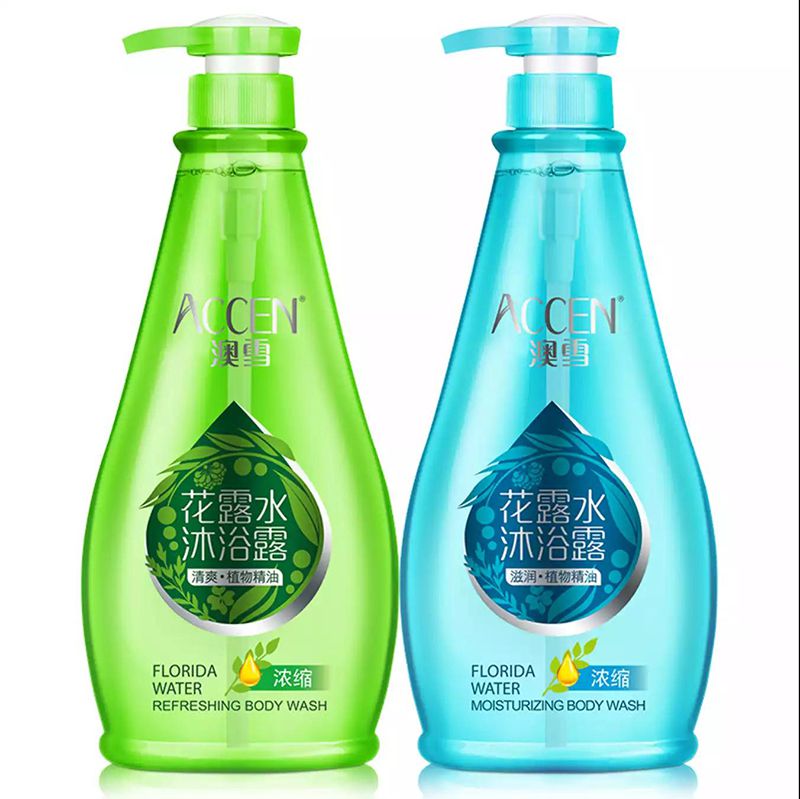 ACCEN®
澳雪
花露水
沐浴露
清爽·植物精油
FLORIDA
WATER
浓缩
REFRESHING BODY WASH
ACCEN®
澳雪
花露水
沐浴露
滋润·植物精油
FLORIDA
WATER
浓缩
MOISTURIZING BODY WASH